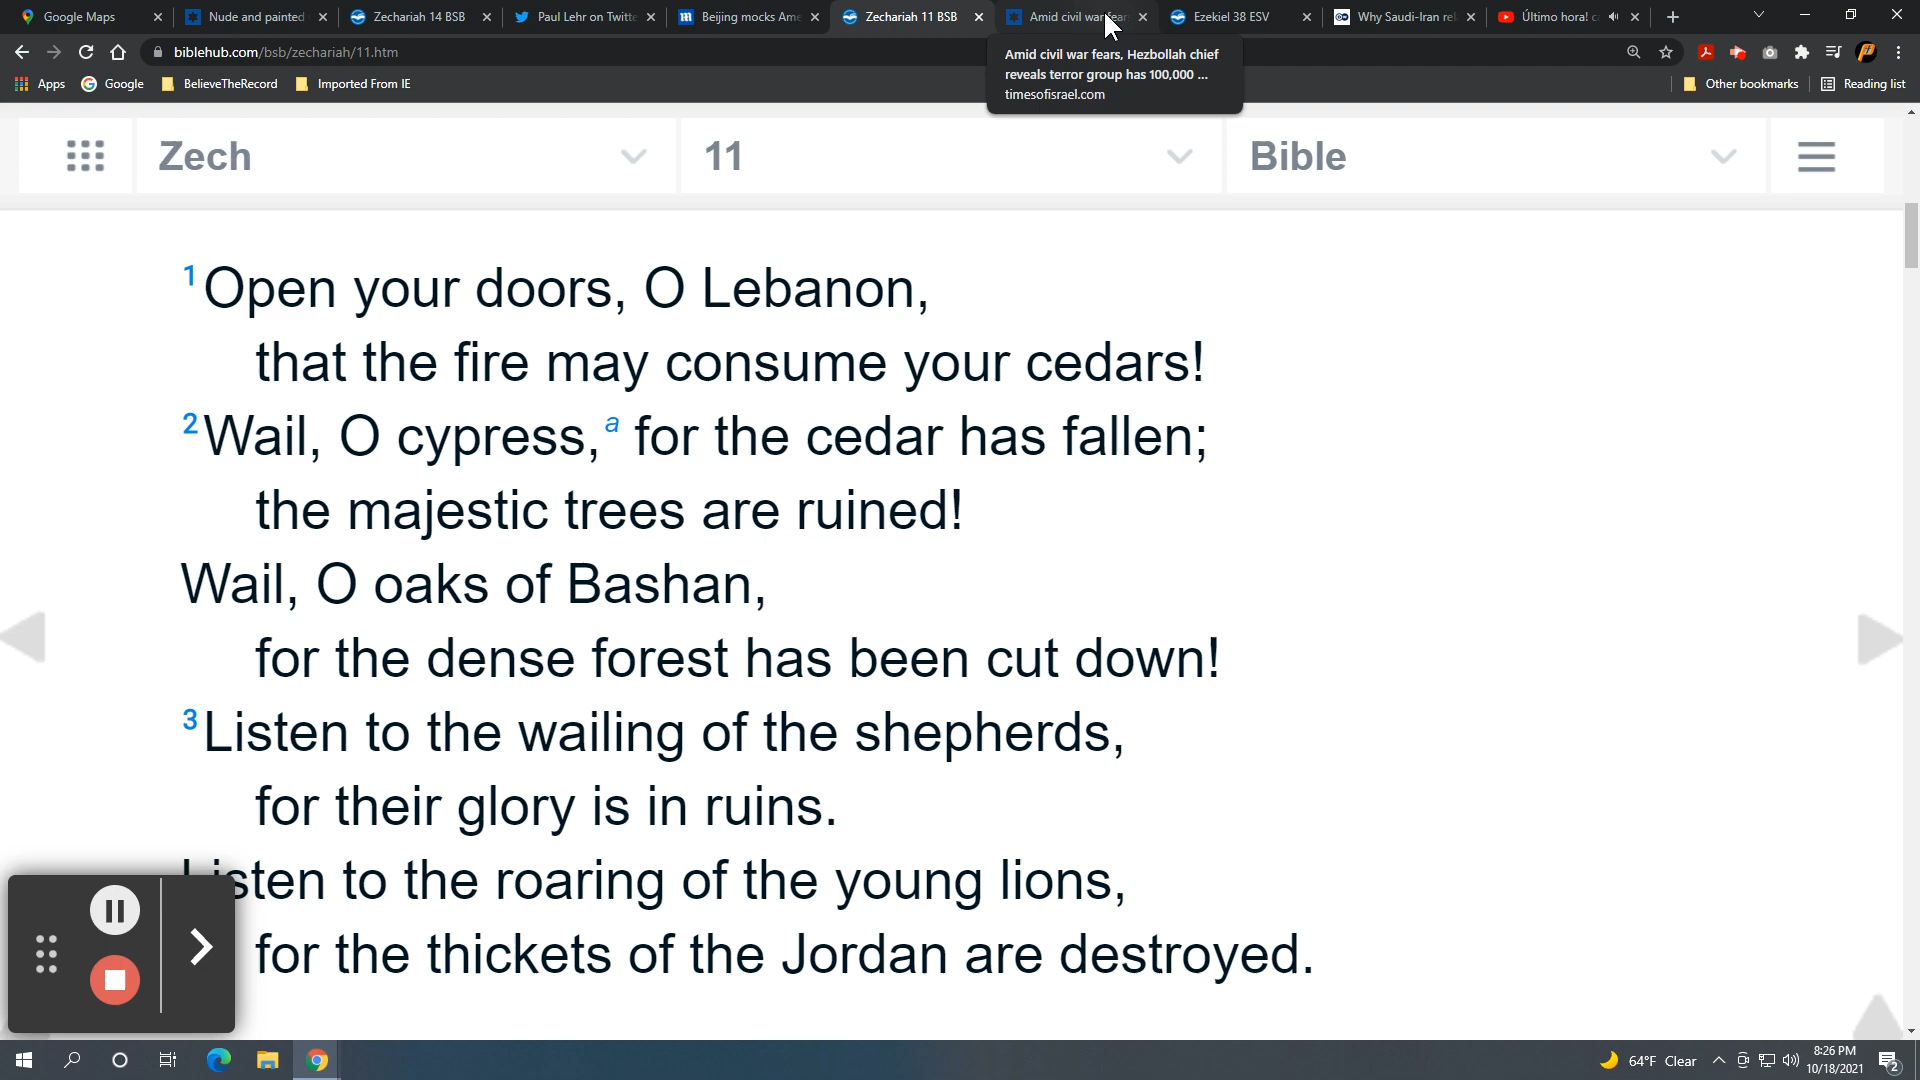 Google Maps
Nude and painted
Zechariah 14 BSB
Paul Lehr on Twitte
Beijing mocks Ame
Zechariah 11 BSB
Amid civil war fear
Ezekiel 38 ESV
Why Saudi-Iran rel
Último hora! c
biblehub.com/bsb/zechariah/11.htm
Amid civil war fears, Hezbollah chief
reveals terror group has 100,000 ...
timesofisrael.com
Apps
Google
BelieveTheRecord
Imported From IE
Other bookmarks
Reading list
Zech
11
Bible
1 Open your doors, O Lebanon,
that the fire may consume your cedars!
2 Wail, O cypress, a for the cedar has fallen;
the majestic trees are ruined!
Wail, O oaks of Bashan,
for the dense forest has been cut down!
3 Listen to the wailing of the shepherds,
for their glory is in ruins.
Listen to the roaring of the young lions,
for the thickets of the Jordan are destroyed.
64°F Clear
8:26 PM
10/18/2021
2